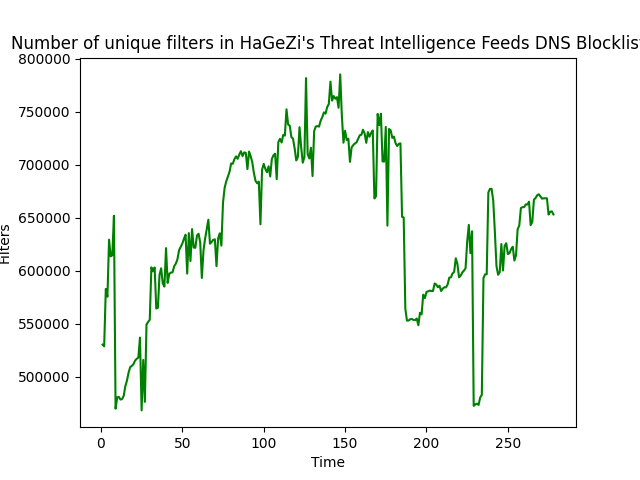 Number of unique filters in HaGeZi's Threat Intelligence Feeds DNS Blocklist
800000
750000
700000
650000
600000
550000
500000
Filters
0 50 100 150 200 250
Time